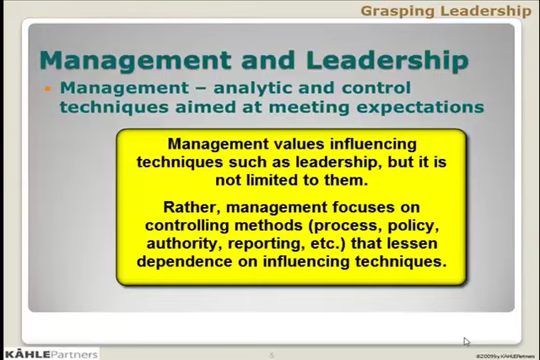 Grasping Leadership
Management and Leadership
• Management – analytic and control
techniques aimed at meeting expectations
Management values influencing
techniques such as leadership, but it is
not limited to them.
Rather, management focuses on
controlling methods (process, policy,
authority, reporting, etc.) that lessen
dependence on influencing techniques.
KÅHLEPartners
5
©2009 by KÅHLEPartners